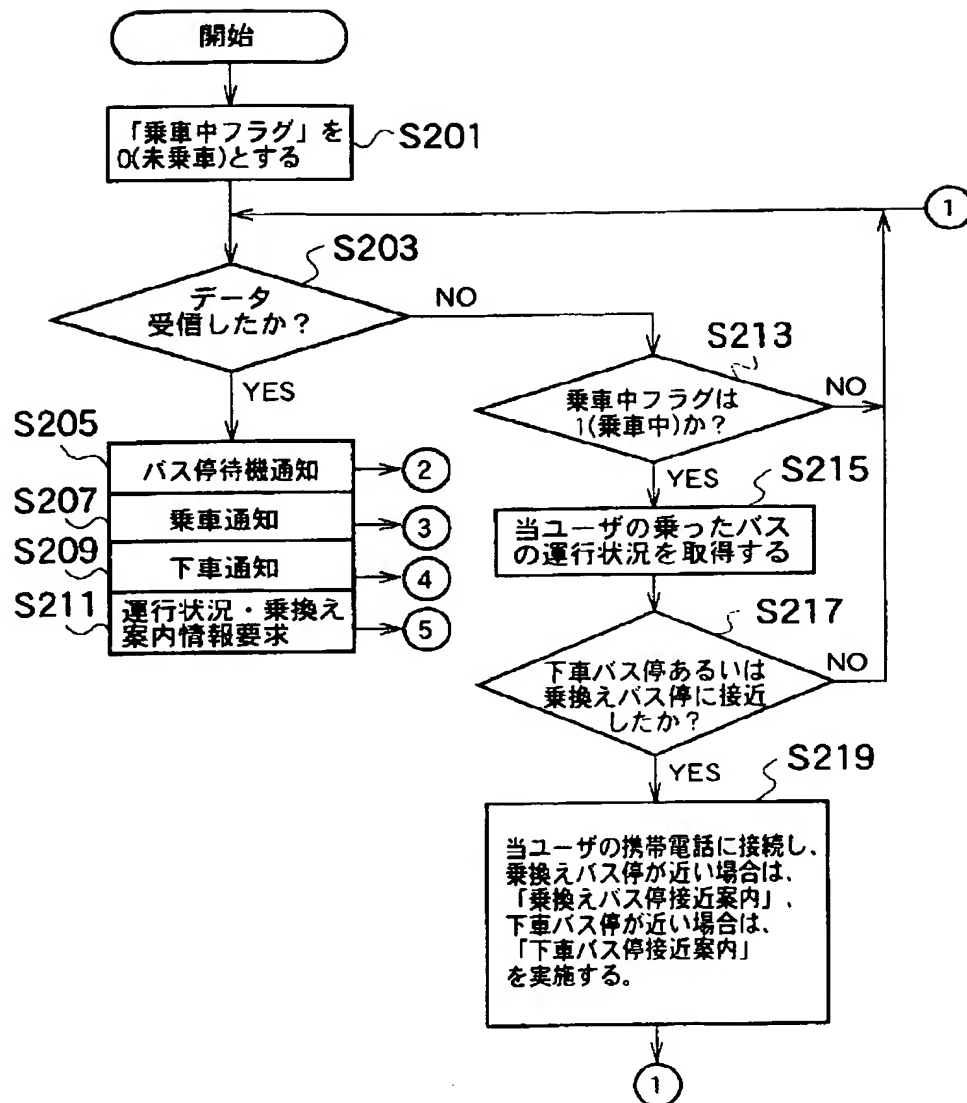 開始
「乗車中フラグ」を
0(未乗車)とする
S201
1
S203
データ
受信したか？
NO
YES
S205
バス停待機通知
2
S207
乗車通知
3
S209
下車通知
4
S211
運行状況・乗換え
案内情報要求
5
S213
乗車中フラグは
1(乗車中)か？
NO
YES
S215
当ユーザの乗ったバス
の運行状況を取得する
S217
下車バス停あるいは
乗換えバス停に接近
したか？
NO
YES
S219
当ユーザの携帯電話に接続し、
乗換えバス停が近い場合は、
「乗換えバス停接近案内」、
下車バス停が近い場合は、
「下車バス停接近案内」
を実施する。
1